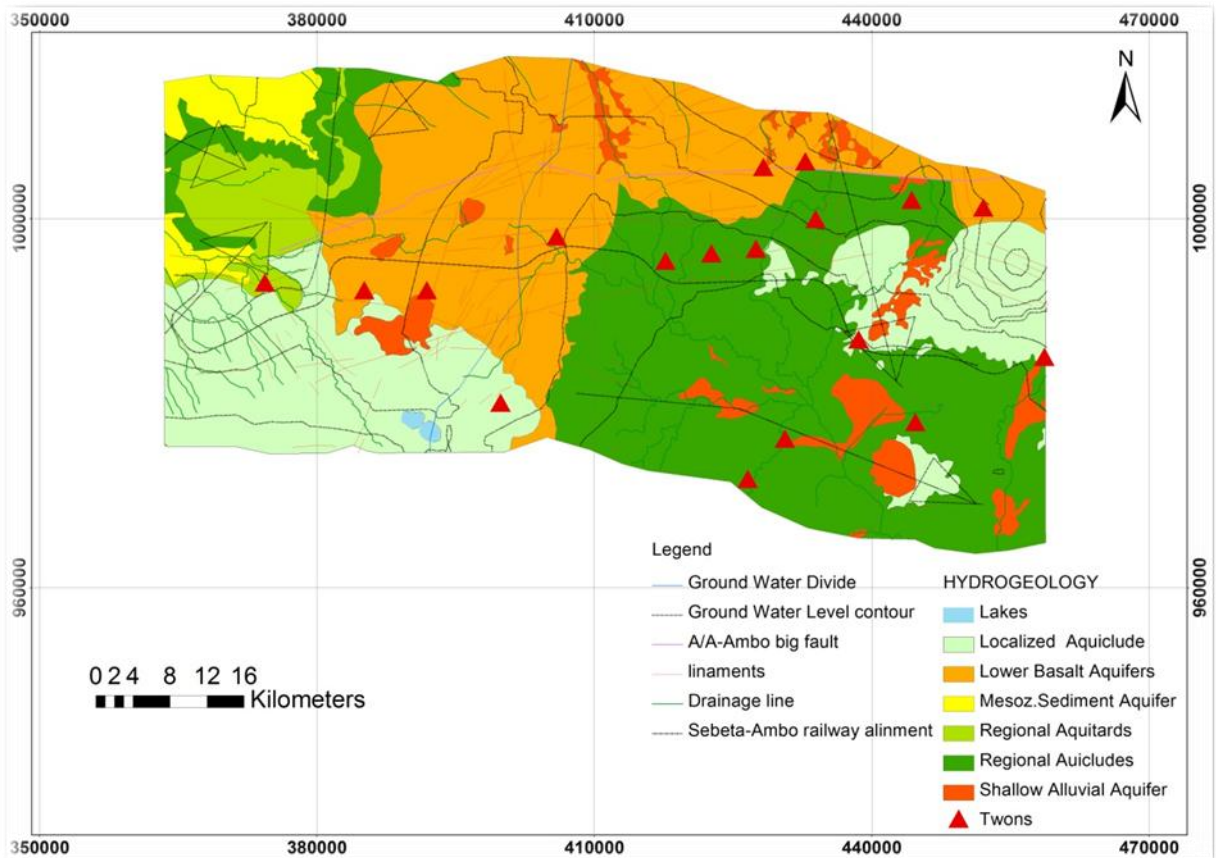 350000 380000 410000 440000 470000
N
1000000 1000000
960000 960000
Legend
Ground Water Divide
Ground Water Level contour
A/A-Ambo big fault
linaments
Drainage line
Sebeta-Ambo railway alinment
HYDROGEOLOGY
Lakes
Localized Aquiclude
Lower Basalt Aquifers
Mesoz.Sediment Aquifer
Regional Aquitards
Regional Auicludes
Shallow Alluvial Aquifer
Twons
0 2 4 8 12 16
Kilometers
350000 380000 410000 440000 470000